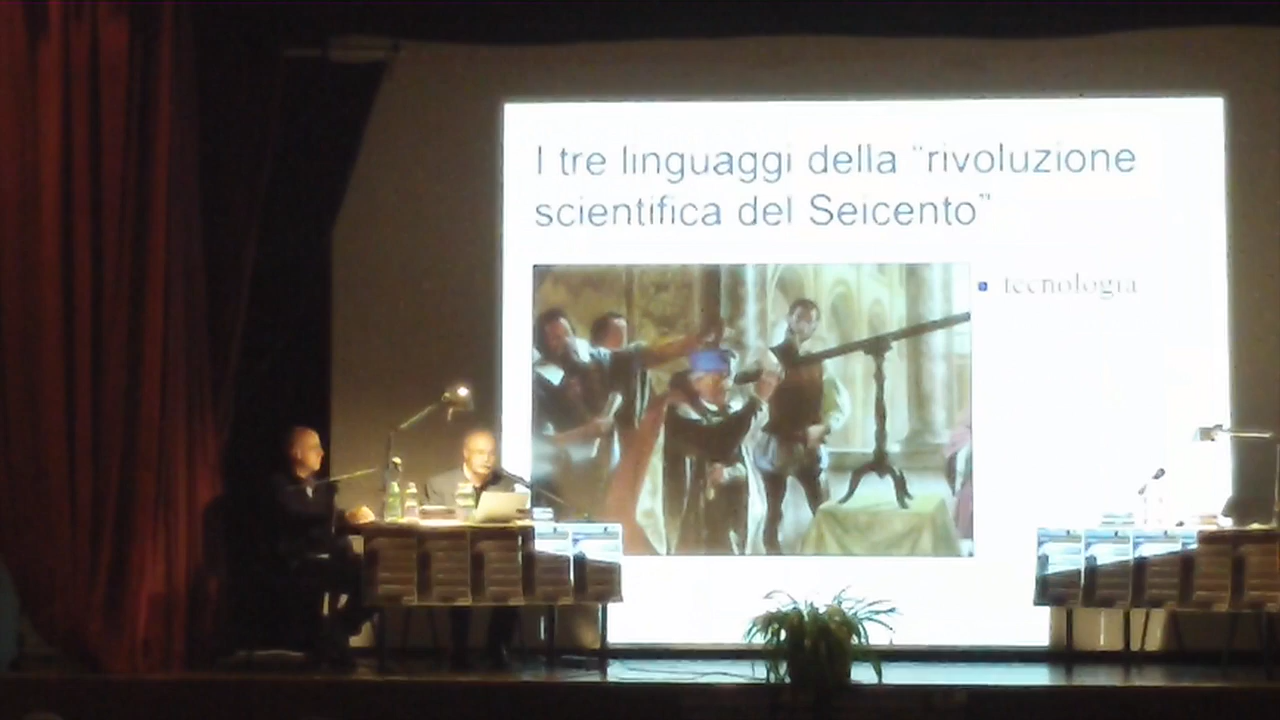 I tre linguaggi della "rivoluzione
scientifica del Seicento"
tecnologia